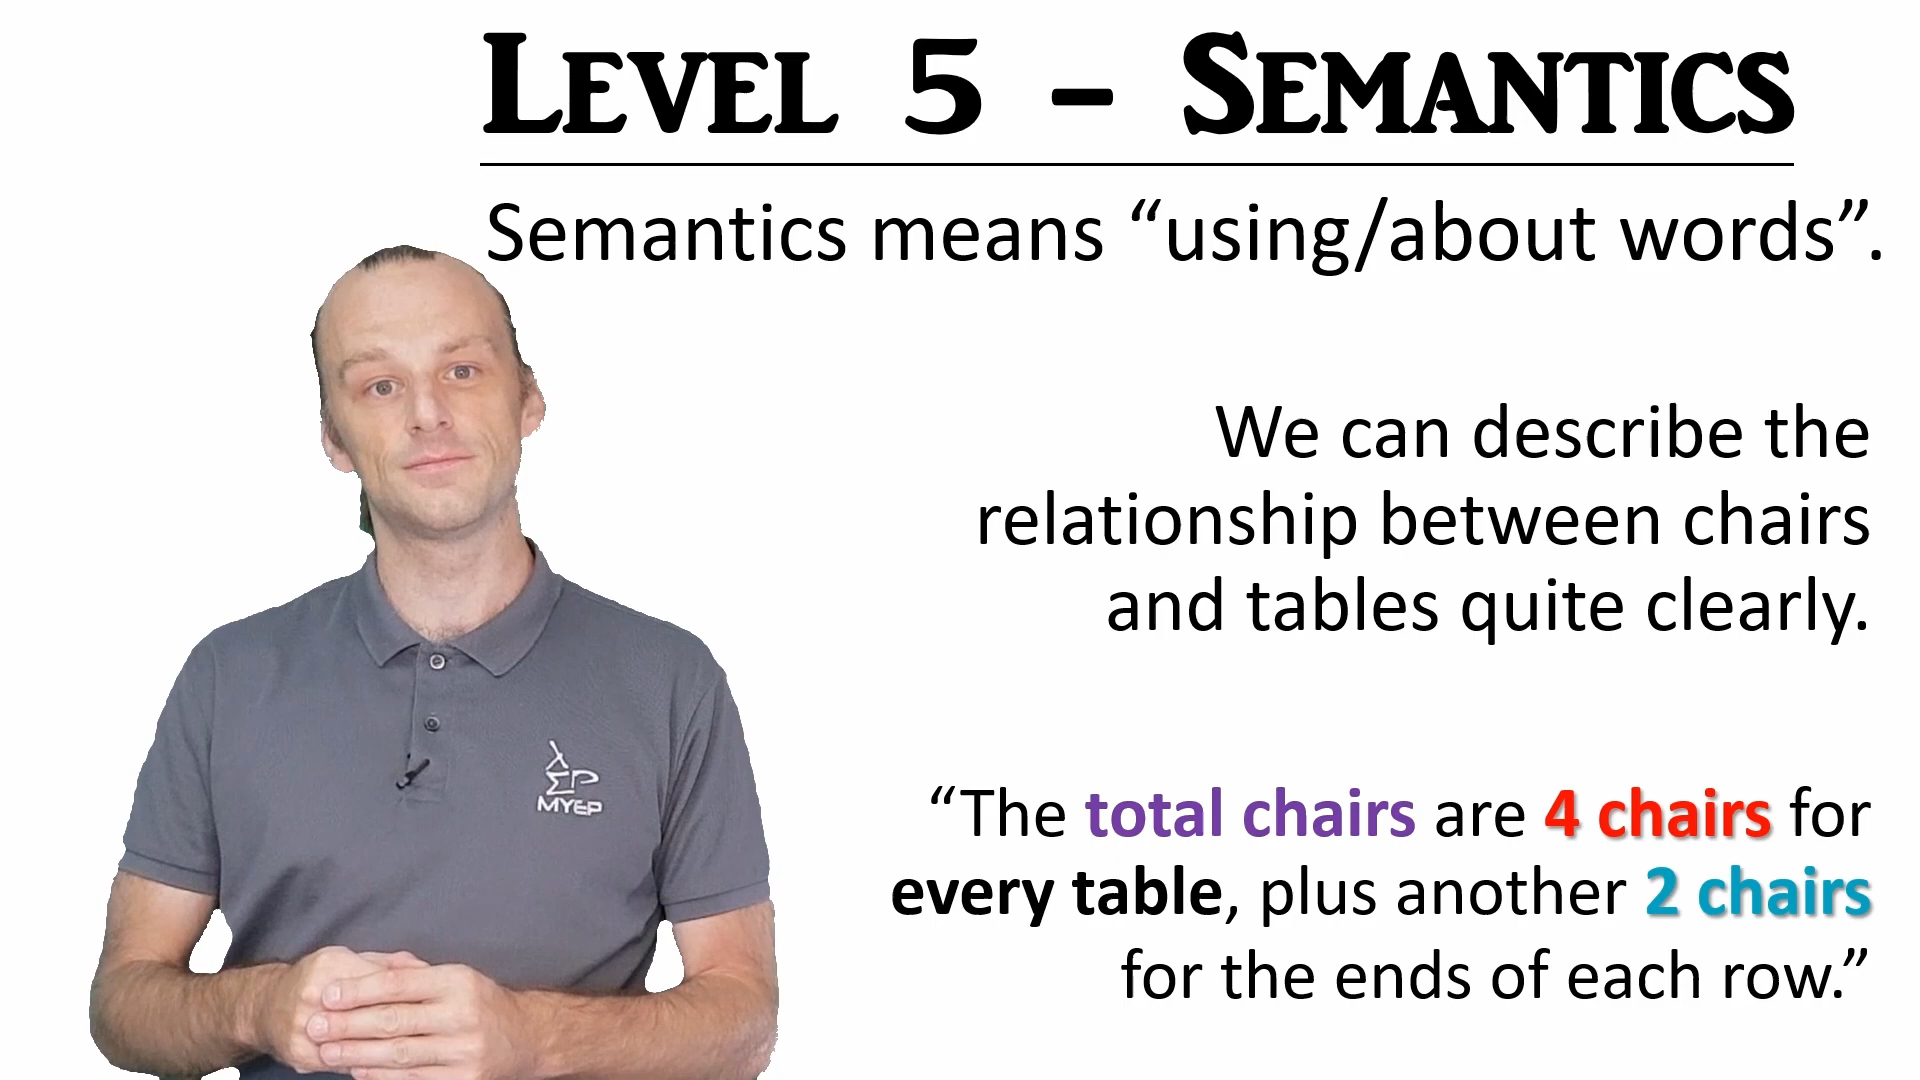 LEVEL 5 - SEMANTICS
Semantics means “using/about words”.
We can describe the
relationship between chairs
and tables quite clearly.
“The total chairs are 4 chairs for
every table, plus another 2 chairs
for the ends of each row.”
MYEP